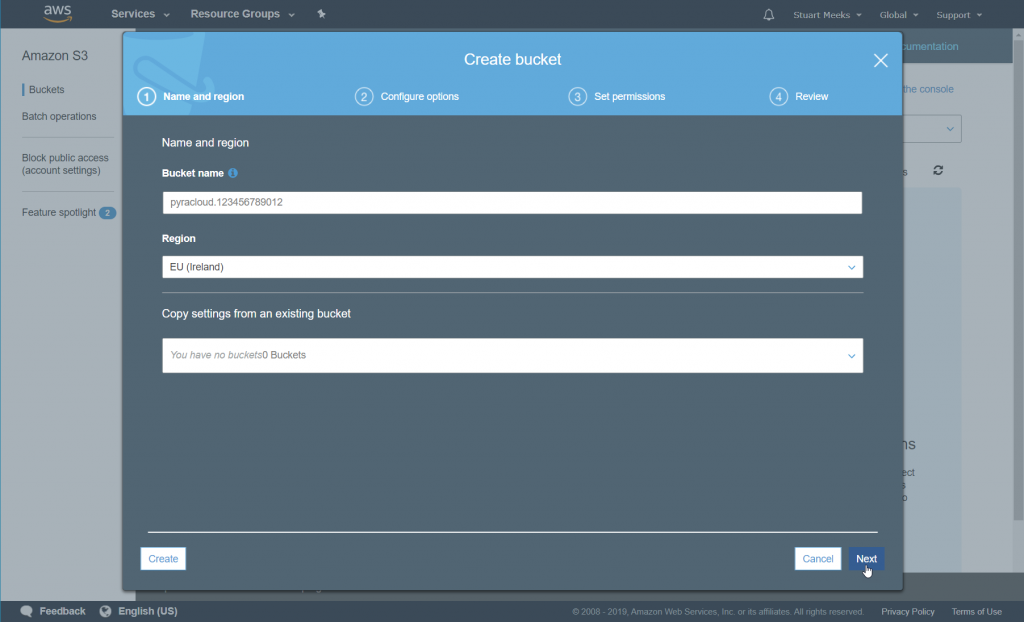 aws
Services
Resource Groups
Stuart Meeks
Global
Support
Amazon S3
Buckets
Batch operations
Block public access
(account settings)
Feature spotlight 2
cumentation
the console
Create bucket
1 Name and region
2 Configure options
3 Set permissions
4 Review
Name and region
Bucket name
pyracloud.123456789012
Region
EU (Ireland)
Copy settings from an existing bucket
You have no buckets0 Buckets
Create
Cancel
Next
Feedback
English (US)
© 2008 - 2019, Amazon Web Services, Inc. or its affiliates. All rights reserved.
Privacy Policy
Terms of Use